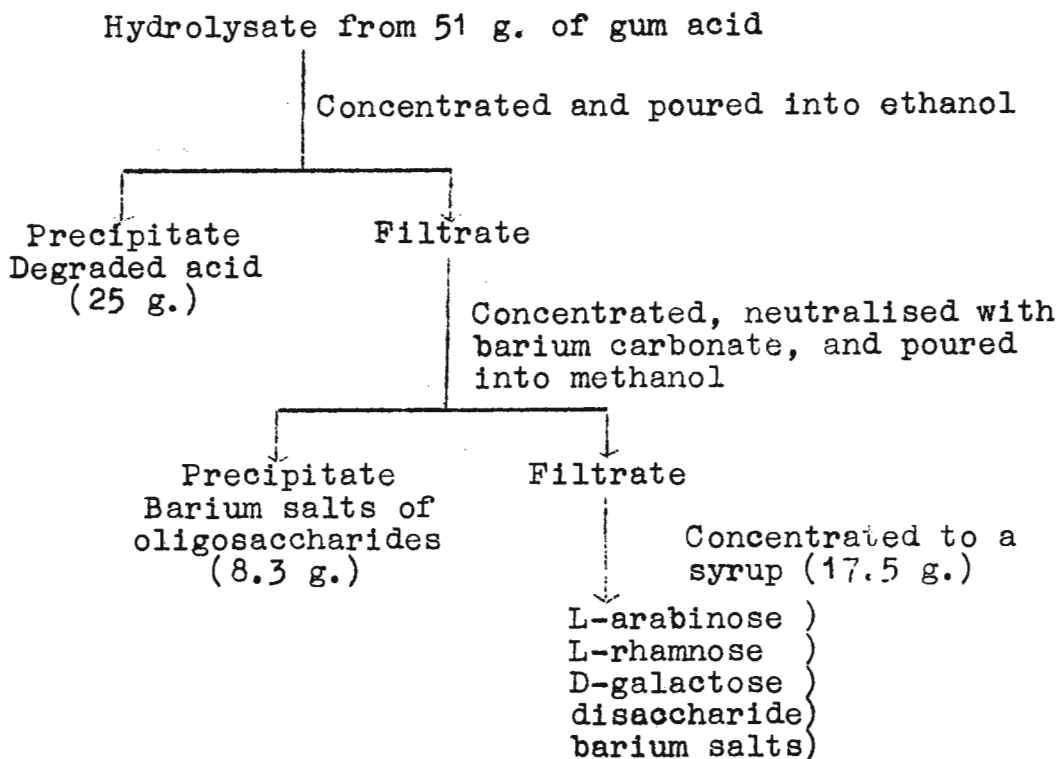 Hydrolysate from 51 g. of gum acid
Concentrated and poured into ethanol
Precipitate
Degraded acid
(25 g.)
Filtrate
Concentrated, neutralised with
barium carbonate, and poured
into methanol
Precipitate
Barium salts of
oligosaccharides
(8.3 g.)
Filtrate
Concentrated to a
syrup (17.5 g.)
L-arabinose )
L-rhamnose )
D-galactose )
disaccharide)
barium salts)